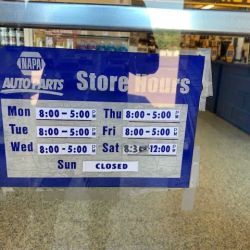 NAPA
AUTO PARTS
Store Hours
Mon 8:00-5:00 Thu 8:00-5:00
Tue 8:00-5:00 Fri 8:00-5:00
Wed 8:00-5:00 Sat 12:00
Sun CLOSED